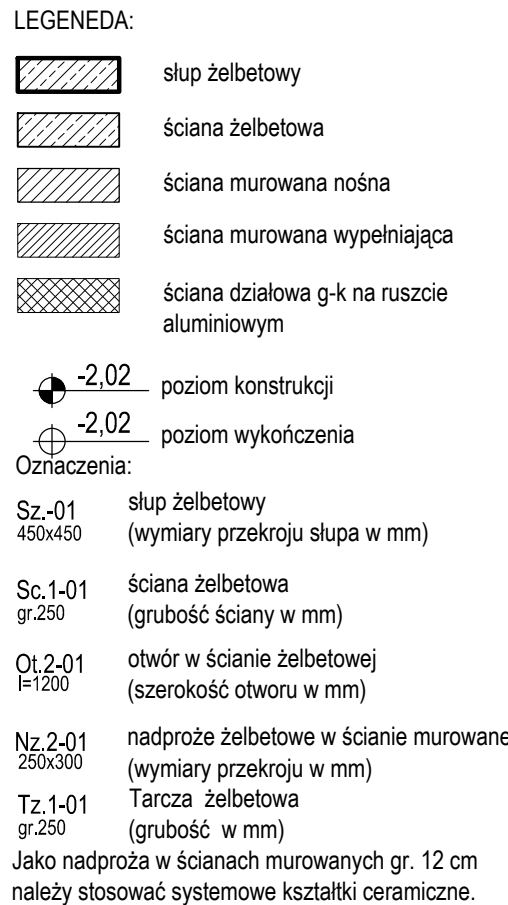 LEGENEDA:
słup żelbetowy
ściana żelbetowa
ściana murowana nośna
ściana murowana wypełniająca
ściana działowa g-k na ruszcie
aluminiowym
-2,02 poziom konstrukcji
-2,02 poziom wykończenia
Oznaczenia:
Sz.-01 słup żelbetowy
450x450 (wymiary przekroju słupa w mm)
Sc.1-01 ściana żelbetowa
gr.250 (grubość ściany w mm)
Ot.2-01 otwór w ścianie żelbetowej
l=1200 (szerokość otworu w mm)
Nz.2-01 nadproże żelbetowe w ścianie murowane
250x300 (wymiary przekroju w mm)
Tz.1-01 Tarcza żelbetowa
gr.250 (grubość w mm)
Jako nadproża w ścianach murowanych gr. 12 cm
należy stosować systemowe kształtki ceramiczne.